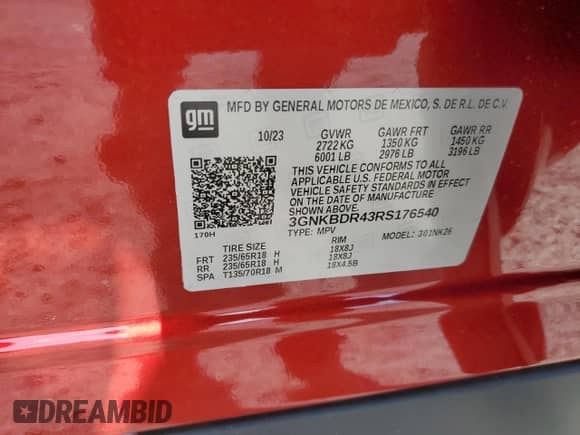 gm
MFD BY GENERAL MOTORS DE MEXICO, S. DE R.L. DE C.V.
10/23 GVWR GAWR FRT GAWR RR
2722 KG 1350 KG 1450 KG
6001 LB 2976 LB 3196 LB
THIS VEHICLE CONFORMS TO ALL
APPLICABLE U.S. FEDERAL MOTOR
VEHICLE SAFETY STANDARDS IN EFFECT
ON THE DATE OF MANUFACTURE
SHOWN ABOVE.
3GNKBDR43RS176540
170H TYPE: MPV MODEL: 381NK26
TIRE SIZE RIM
FRT 235/65R18 H 18X8J
RR 235/65R18 H 18X8J
SPA T135/70R18 M 18X4.5B
DREAMBID